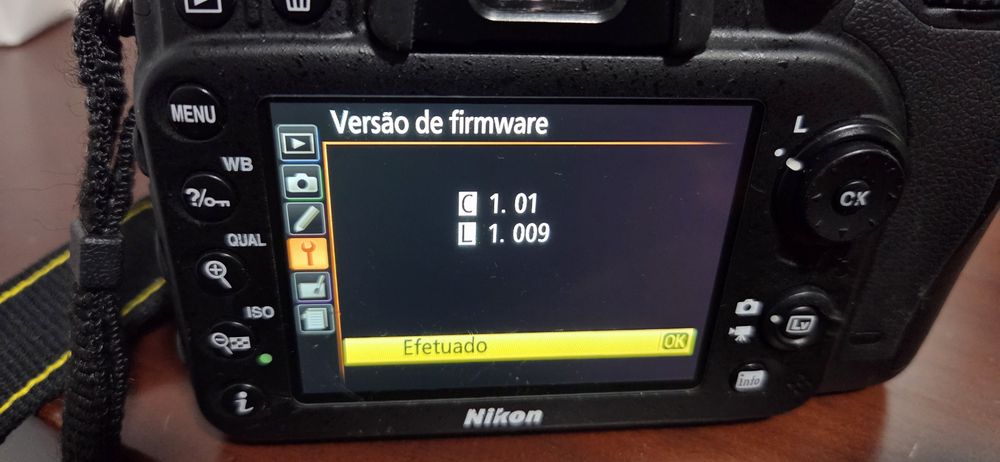 MENU
Versão de firmware
L
WB
?
C 1. 01
OK
L 1. 009
QUAL
ISO
Lv
Efetuado OK
info
i
Nikon